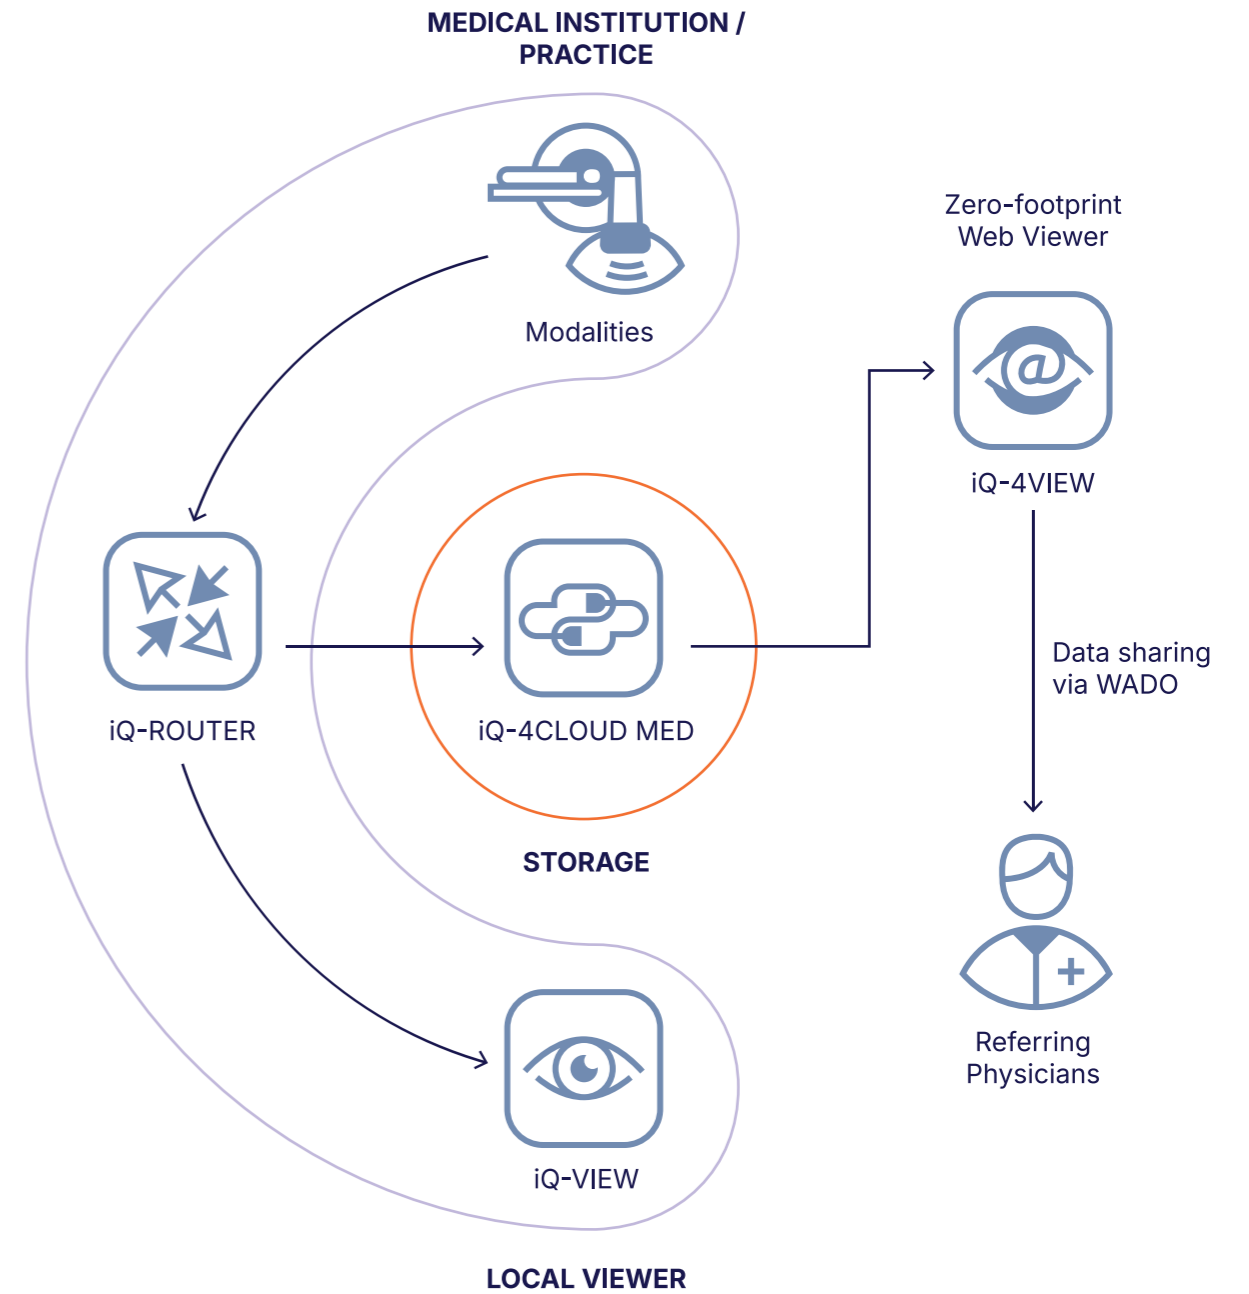 MEDICAL INSTITUTION /
PRACTICE
Modalities
Zero-footprint
Web Viewer
@
iQ-4VIEW
iQ-ROUTER
iQ-4CLOUD MED
Data sharing
via WADO
STORAGE
Referring
Physicians
iQ-VIEW
LOCAL VIEWER